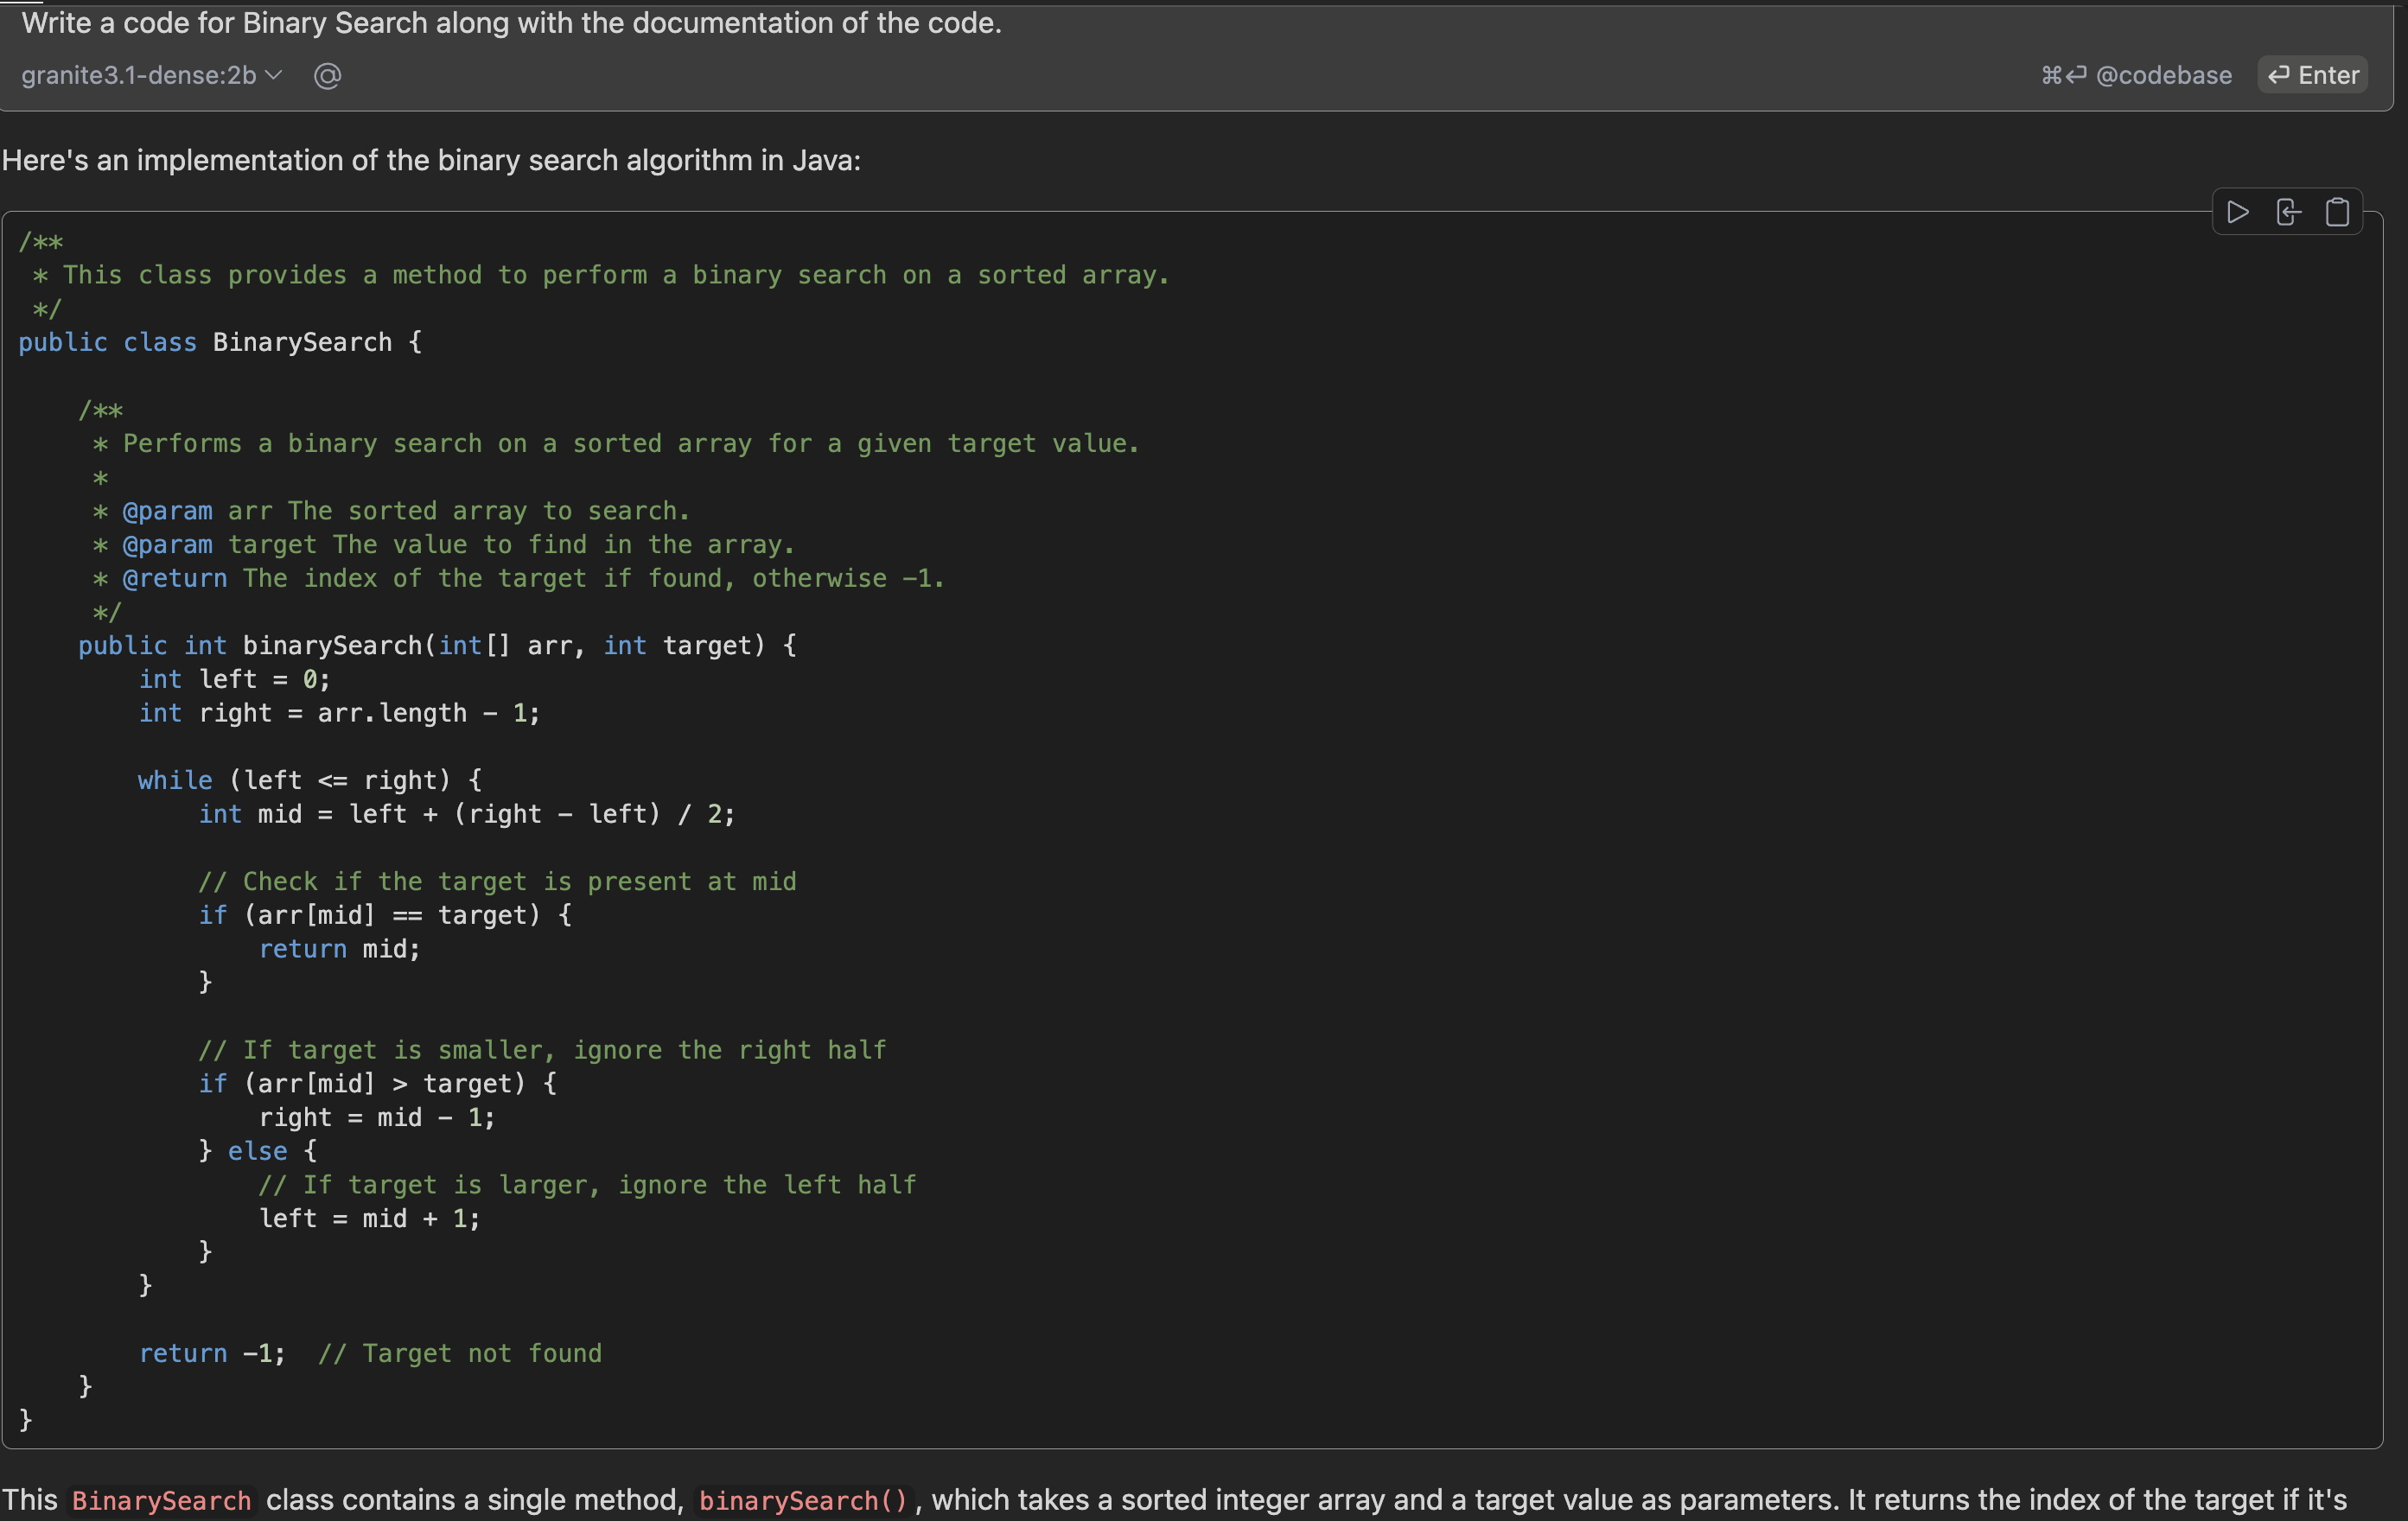 Write a code for Binary Search along with the documentation of the code.
granite3.1-dense:2b @ ⌘⏎ @codebase ⏎ Enter
Here's an implementation of the binary search algorithm in Java:
/**
 * This class provides a method to perform a binary search on a sorted array.
 */
public class BinarySearch {
    /**
     * Performs a binary search on a sorted array for a given target value.
     *
     * @param arr The sorted array to search.
     * @param target The value to find in the array.
     * @return The index of the target if found, otherwise -1.
     */
    public int binarySearch(int[] arr, int target) {
        int left = 0;
        int right = arr.length - 1;
        while (left <= right) {
            int mid = left + (right - left) / 2;
            // Check if the target is present at mid
            if (arr[mid] == target) {
                return mid;
            }
            // If target is smaller, ignore the right half
            if (arr[mid] > target) {
                right = mid - 1;
            } else {
                // If target is larger, ignore the left half
                left = mid + 1;
            }
        }
        return -1;  // Target not found
    }
}
This BinarySearch class contains a single method, binarySearch(), which takes a sorted integer array and a target value as parameters. It returns the index of the target if it's